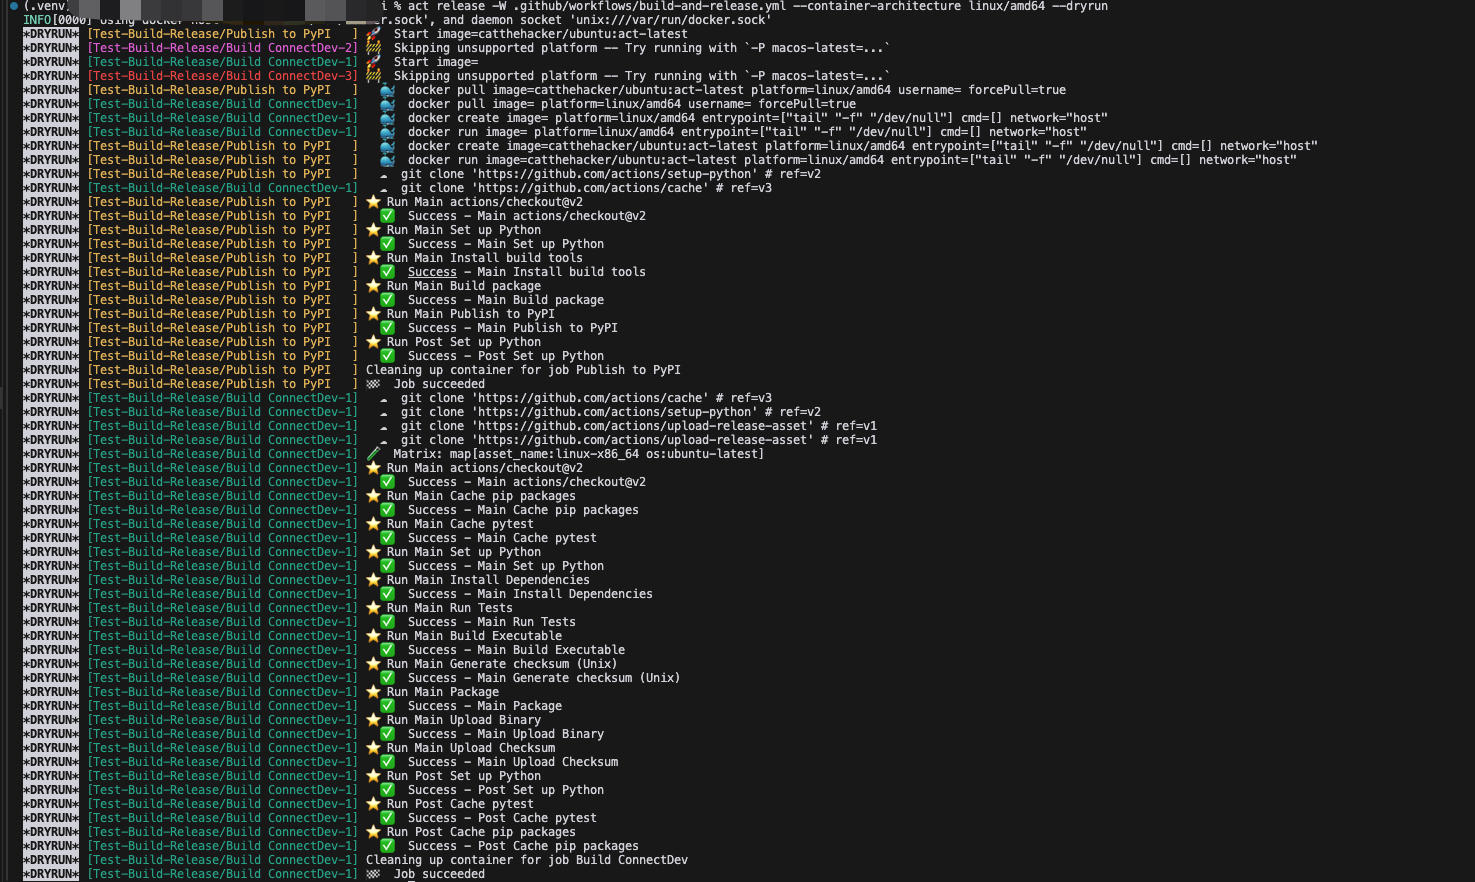 (.venv) i % act release -W .github/workflows/build-and-release.yml --container-architecture linux/amd64 --dryrun
INFO[0000] Using docker host er.sock', and daemon socket 'unix:///var/run/docker.sock'
*DRYRUN* [Test-Build-Release/Publish to PyPI   ] 🚀  Start image=catthehacker/ubuntu:act-latest
*DRYRUN* [Test-Build-Release/Build ConnectDev-2] 🚧  Skipping unsupported platform -- Try running with `-P macos-latest=...`
*DRYRUN* [Test-Build-Release/Build ConnectDev-1] 🚀  Start image=
*DRYRUN* [Test-Build-Release/Build ConnectDev-3] 🚧  Skipping unsupported platform -- Try running with `-P macos-latest=...`
*DRYRUN* [Test-Build-Release/Publish to PyPI   ]   🐳  docker pull image=catthehacker/ubuntu:act-latest platform=linux/amd64 username= forcePull=true
*DRYRUN* [Test-Build-Release/Build ConnectDev-1]   🐳  docker pull image= platform=linux/amd64 username= forcePull=true
*DRYRUN* [Test-Build-Release/Build ConnectDev-1]   🐳  docker create image= platform=linux/amd64 entrypoint=["tail" "-f" "/dev/null"] cmd=[] network="host"
*DRYRUN* [Test-Build-Release/Build ConnectDev-1]   🐳  docker run image= platform=linux/amd64 entrypoint=["tail" "-f" "/dev/null"] cmd=[] network="host"
*DRYRUN* [Test-Build-Release/Publish to PyPI   ]   🐳  docker create image=catthehacker/ubuntu:act-latest platform=linux/amd64 entrypoint=["tail" "-f" "/dev/null"] cmd=[] network="host"
*DRYRUN* [Test-Build-Release/Publish to PyPI   ]   🐳  docker run image=catthehacker/ubuntu:act-latest platform=linux/amd64 entrypoint=["tail" "-f" "/dev/null"] cmd=[] network="host"
*DRYRUN* [Test-Build-Release/Publish to PyPI   ]   ☁  git clone 'https://github.com/actions/setup-python' # ref=v2
*DRYRUN* [Test-Build-Release/Build ConnectDev-1]   ☁  git clone 'https://github.com/actions/cache' # ref=v3
*DRYRUN* [Test-Build-Release/Publish to PyPI   ] ⭐ Run Main actions/checkout@v2
*DRYRUN* [Test-Build-Release/Publish to PyPI   ]   ✅  Success - Main actions/checkout@v2
*DRYRUN* [Test-Build-Release/Publish to PyPI   ] ⭐ Run Main Set up Python
*DRYRUN* [Test-Build-Release/Publish to PyPI   ]   ✅  Success - Main Set up Python
*DRYRUN* [Test-Build-Release/Publish to PyPI   ] ⭐ Run Main Install build tools
*DRYRUN* [Test-Build-Release/Publish to PyPI   ]   ✅  Success - Main Install build tools
*DRYRUN* [Test-Build-Release/Publish to PyPI   ] ⭐ Run Main Build package
*DRYRUN* [Test-Build-Release/Publish to PyPI   ]   ✅  Success - Main Build package
*DRYRUN* [Test-Build-Release/Publish to PyPI   ] ⭐ Run Main Publish to PyPI
*DRYRUN* [Test-Build-Release/Publish to PyPI   ]   ✅  Success - Main Publish to PyPI
*DRYRUN* [Test-Build-Release/Publish to PyPI   ] ⭐ Run Post Set up Python
*DRYRUN* [Test-Build-Release/Publish to PyPI   ]   ✅  Success - Post Set up Python
*DRYRUN* [Test-Build-Release/Publish to PyPI   ] Cleaning up container for job Publish to PyPI
*DRYRUN* [Test-Build-Release/Publish to PyPI   ] 🏁  Job succeeded
*DRYRUN* [Test-Build-Release/Build ConnectDev-1]   ☁  git clone 'https://github.com/actions/cache' # ref=v3
*DRYRUN* [Test-Build-Release/Build ConnectDev-1]   ☁  git clone 'https://github.com/actions/setup-python' # ref=v2
*DRYRUN* [Test-Build-Release/Build ConnectDev-1]   ☁  git clone 'https://github.com/actions/upload-release-asset' # ref=v1
*DRYRUN* [Test-Build-Release/Build ConnectDev-1]   ☁  git clone 'https://github.com/actions/upload-release-asset' # ref=v1
*DRYRUN* [Test-Build-Release/Build ConnectDev-1] 🧪  Matrix: map[asset_name:linux-x86_64 os:ubuntu-latest]
*DRYRUN* [Test-Build-Release/Build ConnectDev-1] ⭐ Run Main actions/checkout@v2
*DRYRUN* [Test-Build-Release/Build ConnectDev-1]   ✅  Success - Main actions/checkout@v2
*DRYRUN* [Test-Build-Release/Build ConnectDev-1] ⭐ Run Main Cache pip packages
*DRYRUN* [Test-Build-Release/Build ConnectDev-1]   ✅  Success - Main Cache pip packages
*DRYRUN* [Test-Build-Release/Build ConnectDev-1] ⭐ Run Main Cache pytest
*DRYRUN* [Test-Build-Release/Build ConnectDev-1]   ✅  Success - Main Cache pytest
*DRYRUN* [Test-Build-Release/Build ConnectDev-1] ⭐ Run Main Set up Python
*DRYRUN* [Test-Build-Release/Build ConnectDev-1]   ✅  Success - Main Set up Python
*DRYRUN* [Test-Build-Release/Build ConnectDev-1] ⭐ Run Main Install Dependencies
*DRYRUN* [Test-Build-Release/Build ConnectDev-1]   ✅  Success - Main Install Dependencies
*DRYRUN* [Test-Build-Release/Build ConnectDev-1] ⭐ Run Main Run Tests
*DRYRUN* [Test-Build-Release/Build ConnectDev-1]   ✅  Success - Main Run Tests
*DRYRUN* [Test-Build-Release/Build ConnectDev-1] ⭐ Run Main Build Executable
*DRYRUN* [Test-Build-Release/Build ConnectDev-1]   ✅  Success - Main Build Executable
*DRYRUN* [Test-Build-Release/Build ConnectDev-1] ⭐ Run Main Generate checksum (Unix)
*DRYRUN* [Test-Build-Release/Build ConnectDev-1]   ✅  Success - Main Generate checksum (Unix)
*DRYRUN* [Test-Build-Release/Build ConnectDev-1] ⭐ Run Main Package
*DRYRUN* [Test-Build-Release/Build ConnectDev-1]   ✅  Success - Main Package
*DRYRUN* [Test-Build-Release/Build ConnectDev-1] ⭐ Run Main Upload Binary
*DRYRUN* [Test-Build-Release/Build ConnectDev-1]   ✅  Success - Main Upload Binary
*DRYRUN* [Test-Build-Release/Build ConnectDev-1] ⭐ Run Main Upload Checksum
*DRYRUN* [Test-Build-Release/Build ConnectDev-1]   ✅  Success - Main Upload Checksum
*DRYRUN* [Test-Build-Release/Build ConnectDev-1] ⭐ Run Post Set up Python
*DRYRUN* [Test-Build-Release/Build ConnectDev-1]   ✅  Success - Post Set up Python
*DRYRUN* [Test-Build-Release/Build ConnectDev-1] ⭐ Run Post Cache pytest
*DRYRUN* [Test-Build-Release/Build ConnectDev-1]   ✅  Success - Post Cache pytest
*DRYRUN* [Test-Build-Release/Build ConnectDev-1] ⭐ Run Post Cache pip packages
*DRYRUN* [Test-Build-Release/Build ConnectDev-1]   ✅  Success - Post Cache pip packages
*DRYRUN* [Test-Build-Release/Build ConnectDev-1] Cleaning up container for job Build ConnectDev
*DRYRUN* [Test-Build-Release/Build ConnectDev-1] 🏁  Job succeeded